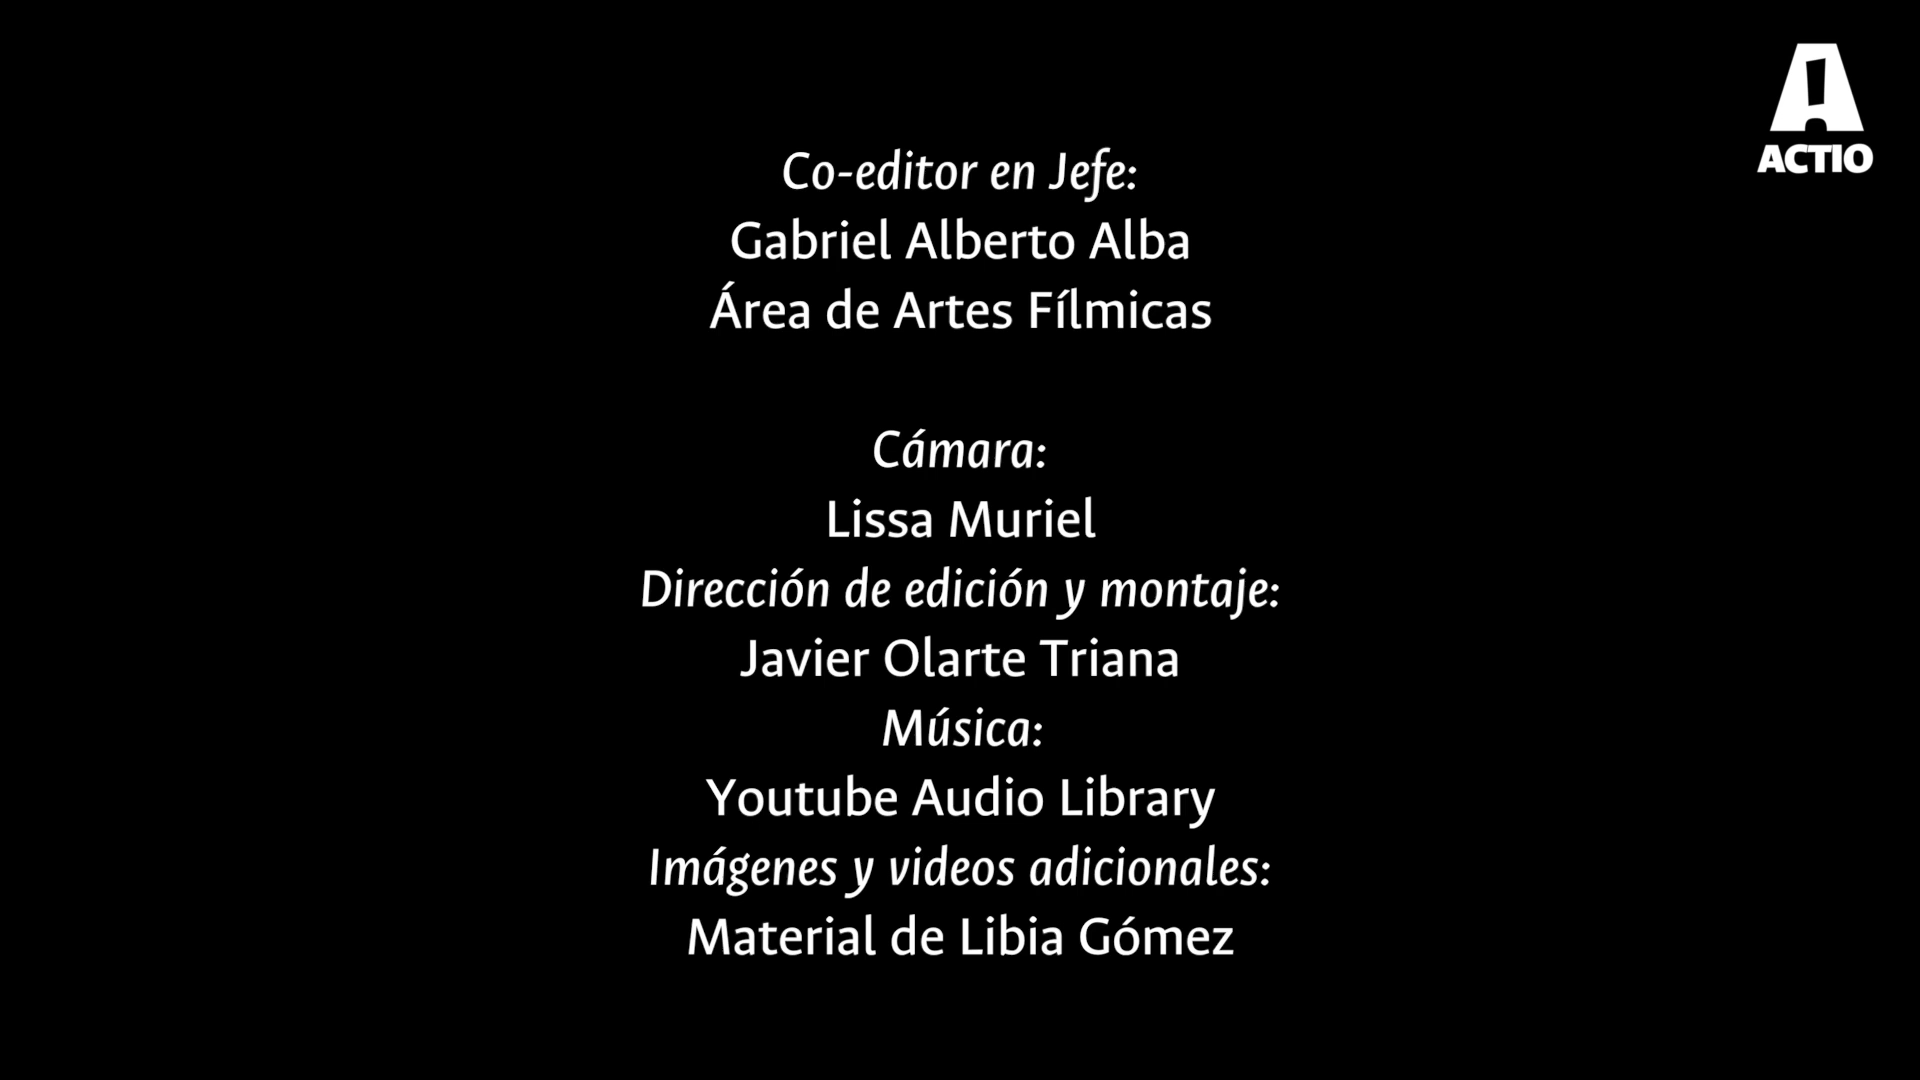 ACTIO
Co-editor en Jefe:
Gabriel Alberto Alba
Área de Artes Fílmicas
Cámara:
Lissa Muriel
Dirección de edición y montaje:
Javier Olarte Triana
Música:
Youtube Audio Library
Imágenes y videos adicionales:
Material de Libia Gómez